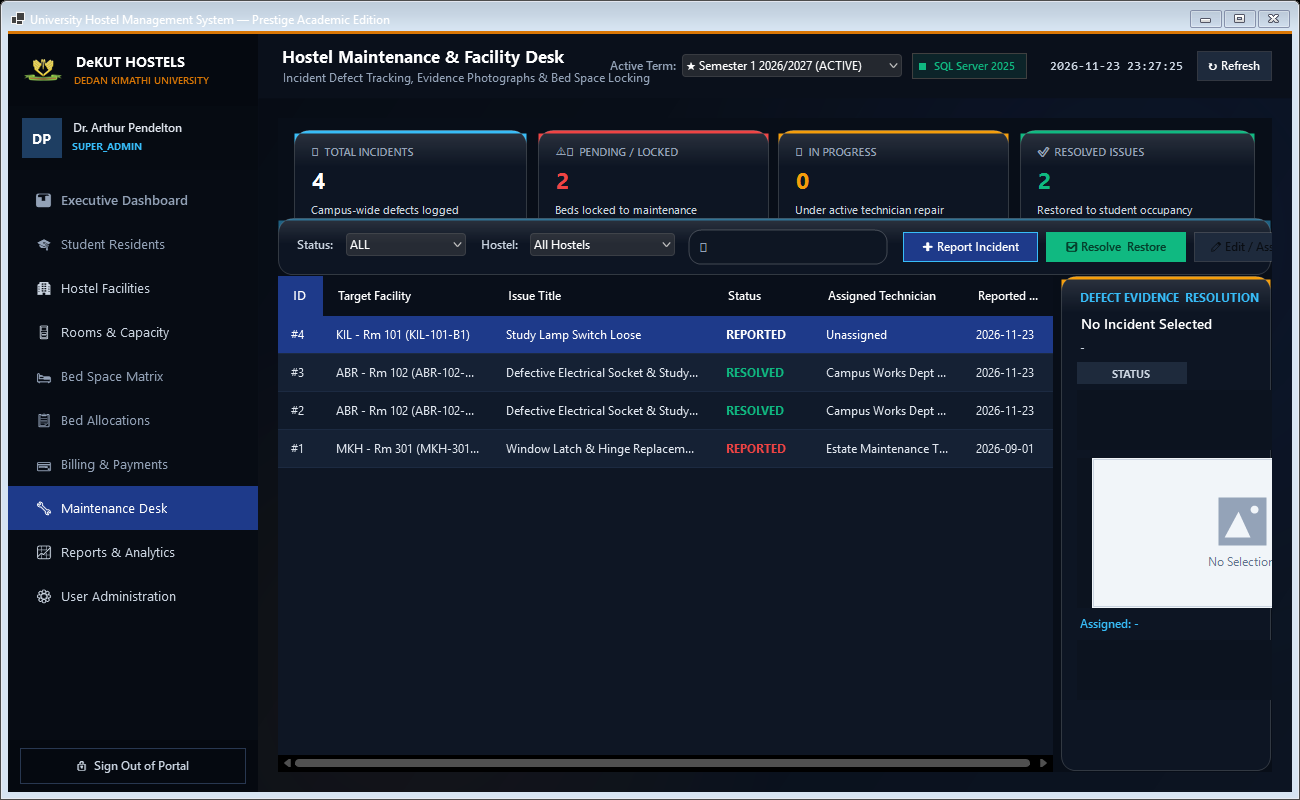 University Hostel Management System — Prestige Academic Edition
DeKUT HOSTELS
DEDAN KIMATHI UNIVERSITY
DP
Dr. Arthur Pendelton
SUPER_ADMIN
Executive Dashboard
Student Residents
Hostel Facilities
Rooms & Capacity
Bed Space Matrix
Bed Allocations
Billing & Payments
Maintenance Desk
Reports & Analytics
User Administration
Sign Out of Portal
Hostel Maintenance & Facility Desk
Incident Defect Tracking, Evidence Photographs & Bed Space Locking
Active Term: ★ Semester 1 2026/2027 (ACTIVE)
SQL Server 2025
2026-11-23 23:27:25
↻ Refresh
TOTAL INCIDENTS
4
Campus-wide defects logged
PENDING / LOCKED
2
Beds locked to maintenance
IN PROGRESS
0
Under active technician repair
RESOLVED ISSUES
2
Restored to student occupancy
Status: ALL Hostel: All Hostels
Report Incident
Resolve Restore
Edit / Ass
ID Target Facility Issue Title Status Assigned Technician Reported ...
#4 KIL - Rm 101 (KIL-101-B1) Study Lamp Switch Loose REPORTED Unassigned 2026-11-23
#3 ABR - Rm 102 (ABR-102-... Defective Electrical Socket & Study... RESOLVED Campus Works Dept ... 2026-11-23
#2 ABR - Rm 102 (ABR-102-... Defective Electrical Socket & Study... RESOLVED Campus Works Dept ... 2026-11-23
#1 MKH - Rm 301 (MKH-301... Window Latch & Hinge Replacem... REPORTED Estate Maintenance T... 2026-09-01
DEFECT EVIDENCE RESOLUTION
No Incident Selected
-
STATUS
No Selection
Assigned: -